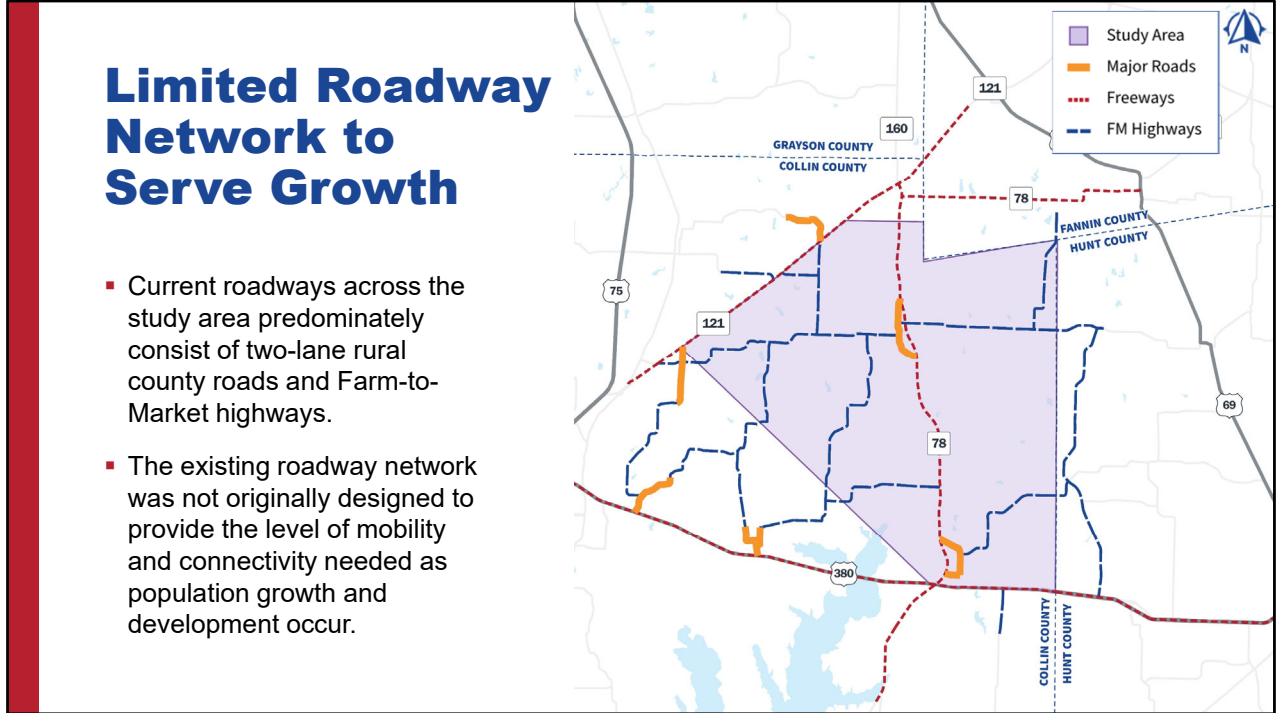 Limited Roadway
Network to
Serve Growth
▪ Current roadways across the
study area predominately
consist of two-lane rural
county roads and Farm-to-
Market highways.
▪ The existing roadway network
was not originally designed to
provide the level of mobility
and connectivity needed as
population growth and
development occur.
Study Area
Major Roads
Freeways
FM Highways
N
121
160
GRAYSON COUNTY
COLLIN COUNTY
78
FANNIN COUNTY
HUNT COUNTY
75
121
69
78
380
COLLIN COUNTY
HUNT COUNTY